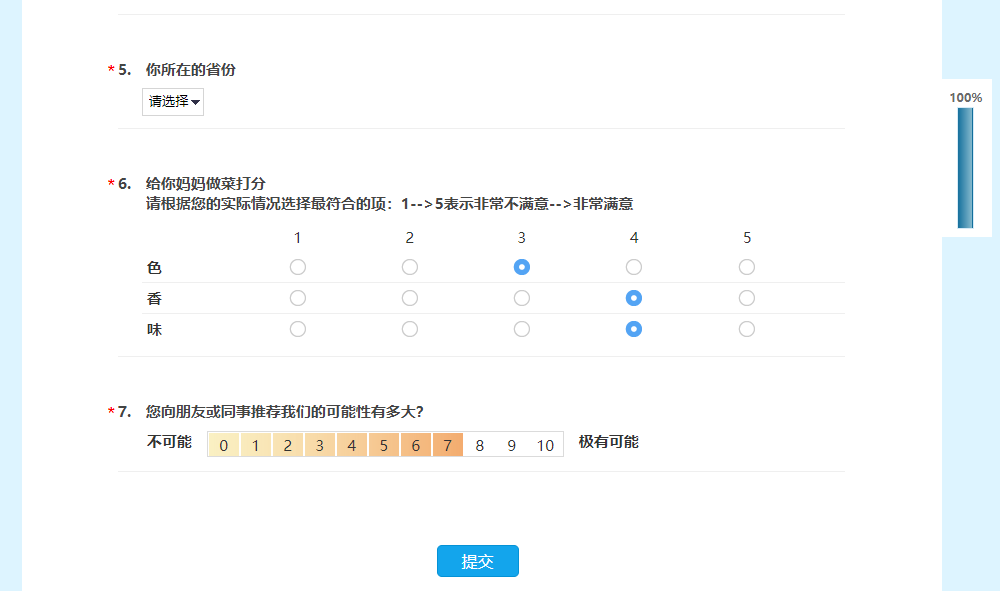 * 5. 你所在的省份
请选择
100%
* 6. 给你妈妈做菜打分
请根据您的实际情况选择最符合的项：1-->5表示非常不满意-->非常满意
1 2 3 4 5
色
香
味
* 7. 您向朋友或同事推荐我们的可能性有多大?
不可能 0 1 2 3 4 5 6 7 8 9 10 极有可能
提交